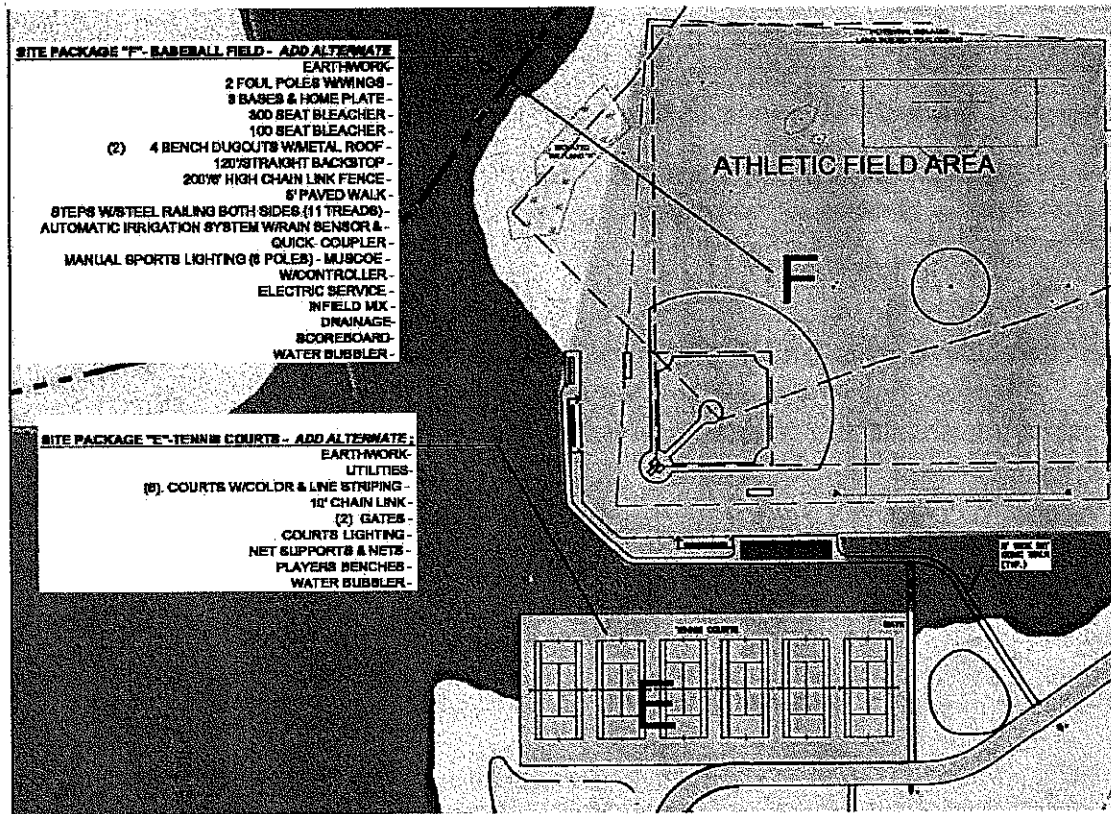 SITE PACKAGE "F"- BASEBALL FIELD - ADD ALTERNATE
EARTHWORK-
2 FOUL POLES W/WINGS-
3 BASES & HOME PLATE-
300 SEAT BLEACHER-
100 SEAT BLEACHER-
(2) 4 BENCH DUGOUTS W/METAL ROOF-
120'STRAIGHT BACKSTOP-
HIGH CHAIN LINK FENCE-
PAVED WALK-
STEPS W/STEEL RAILING BOTH SIDES (11 TREADS)-
AUTOMATIC IRRIGATION SYSTEM W/RAIN SENSOR &-
QUICK- COUPLER-
MANUAL SPORTS LIGHTING POLES) - MUSCOE-
W/CONTROLLER-
ELECTRIC SERVICE-
INFIELD MIX-
DRAINAGE-
SCOREBOARD-
WATER BUBBLER-
ATHLETIC FIELD AREA
F
SITE PACKAGE "E"-TENNIS COURTS - ADD ALTERNATE
EARTHWORK-
UTILITIES-
(6). COURTS W/COLOR & LINE STRIPING-
10' CHAIN LINK-
(2) GATES-
COURTS LIGHTING-
NET SUPPORTS & NETS-
PLAYERS BENCHES-
WATER BUBBLER-
TENNIS COURTS
E
(TYP.)